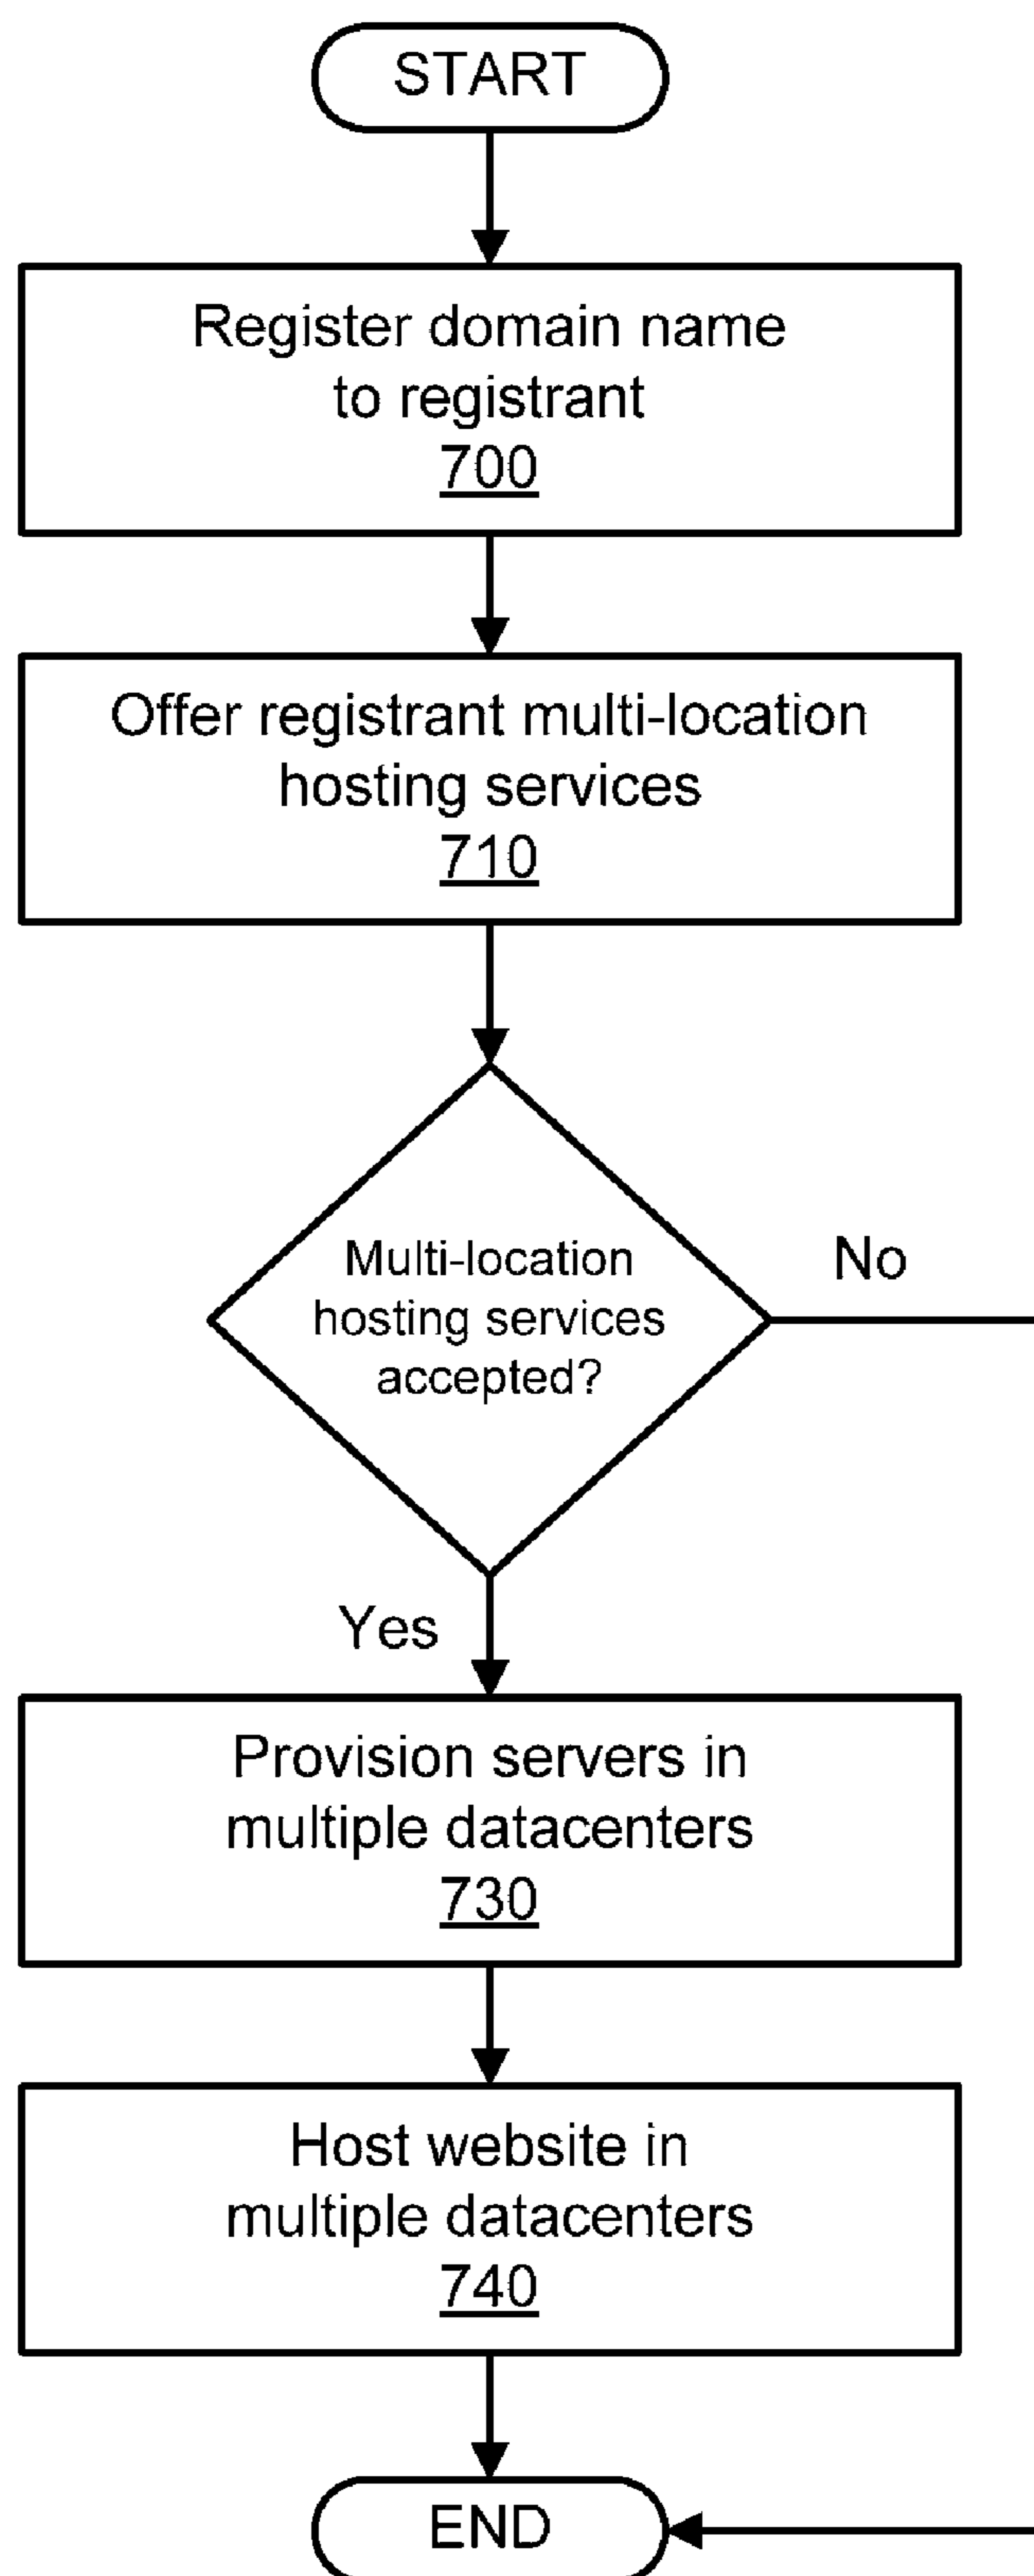 START
Register domain name
to registrant
700
Offer registrant multi-location
hosting services
710
Multi-location
hosting services
accepted?
No
Yes
Provision servers in
multiple datacenters
730
Host website in
multiple datacenters
740
END